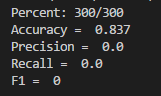 Percent: 300/300
Accuracy =  0.837
Precision =  0.0
Recall =  0.0
F1 =  0